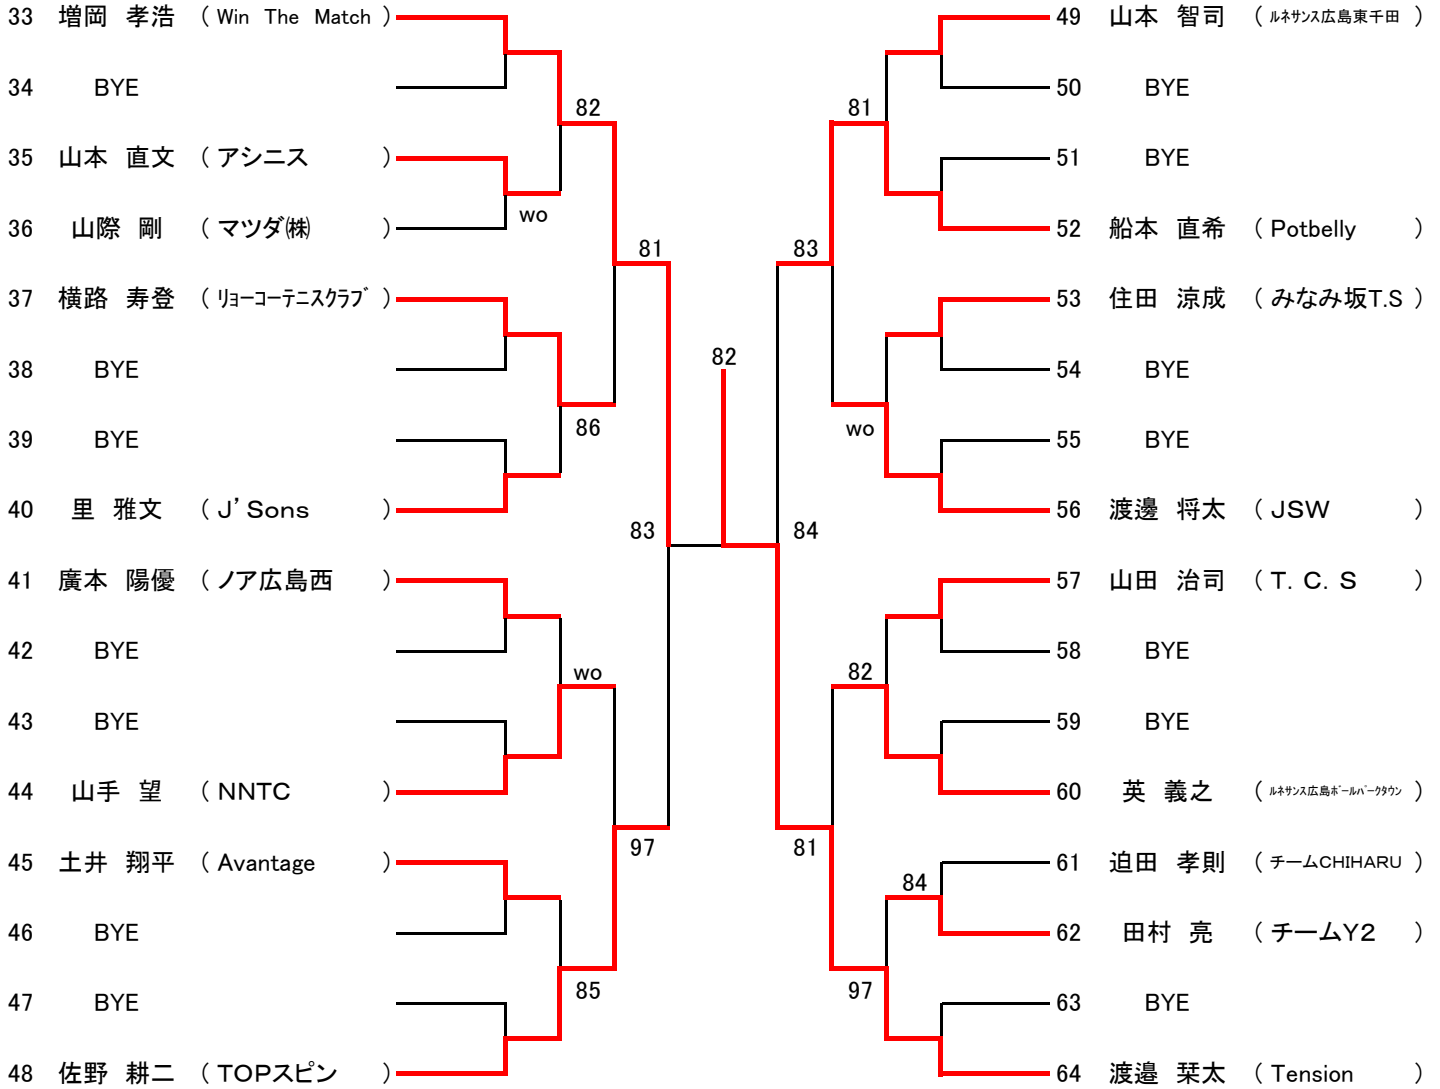 33 増岡 孝浩 ( Win The Match )
34 BYE
82
35 山本 直文 ( アシニス )
wo
36 山際 剛 ( マツダ㈱ )
81
37 横路 寿登 ( ﾘｮｰｺｰテニスクラブ )
38 BYE
86
39 BYE
40 里 雅文 ( J'Sons )
83
41 廣本 陽優 ( ノア広島西 )
42 BYE
wo
43 BYE
44 山手 望 ( NNTC )
97
45 土井 翔平 ( Avantage )
46 BYE
85
47 BYE
48 佐野 耕二 ( TOPスピン )
82
49 山本 智司 ( ﾙﾈｻﾝｽ広島東千田 )
50 BYE
81
51 BYE
52 船本 直希 ( Potbelly )
83
53 住田 涼成 ( みなみ坂T.S )
54 BYE
wo
55 BYE
56 渡邊 将太 ( JSW )
84
57 山田 治司 ( T. C. S )
58 BYE
82
59 BYE
60 英 義之 ( ﾙﾈｻﾝｽ広島ﾎﾞｰﾙﾊﾟｰｸﾀｳﾝ )
81
61 迫田 孝則 ( チームCHIHARU )
84
62 田村 亮 ( チームY2 )
97
63 BYE
64 渡邉 栞太 ( Tension )